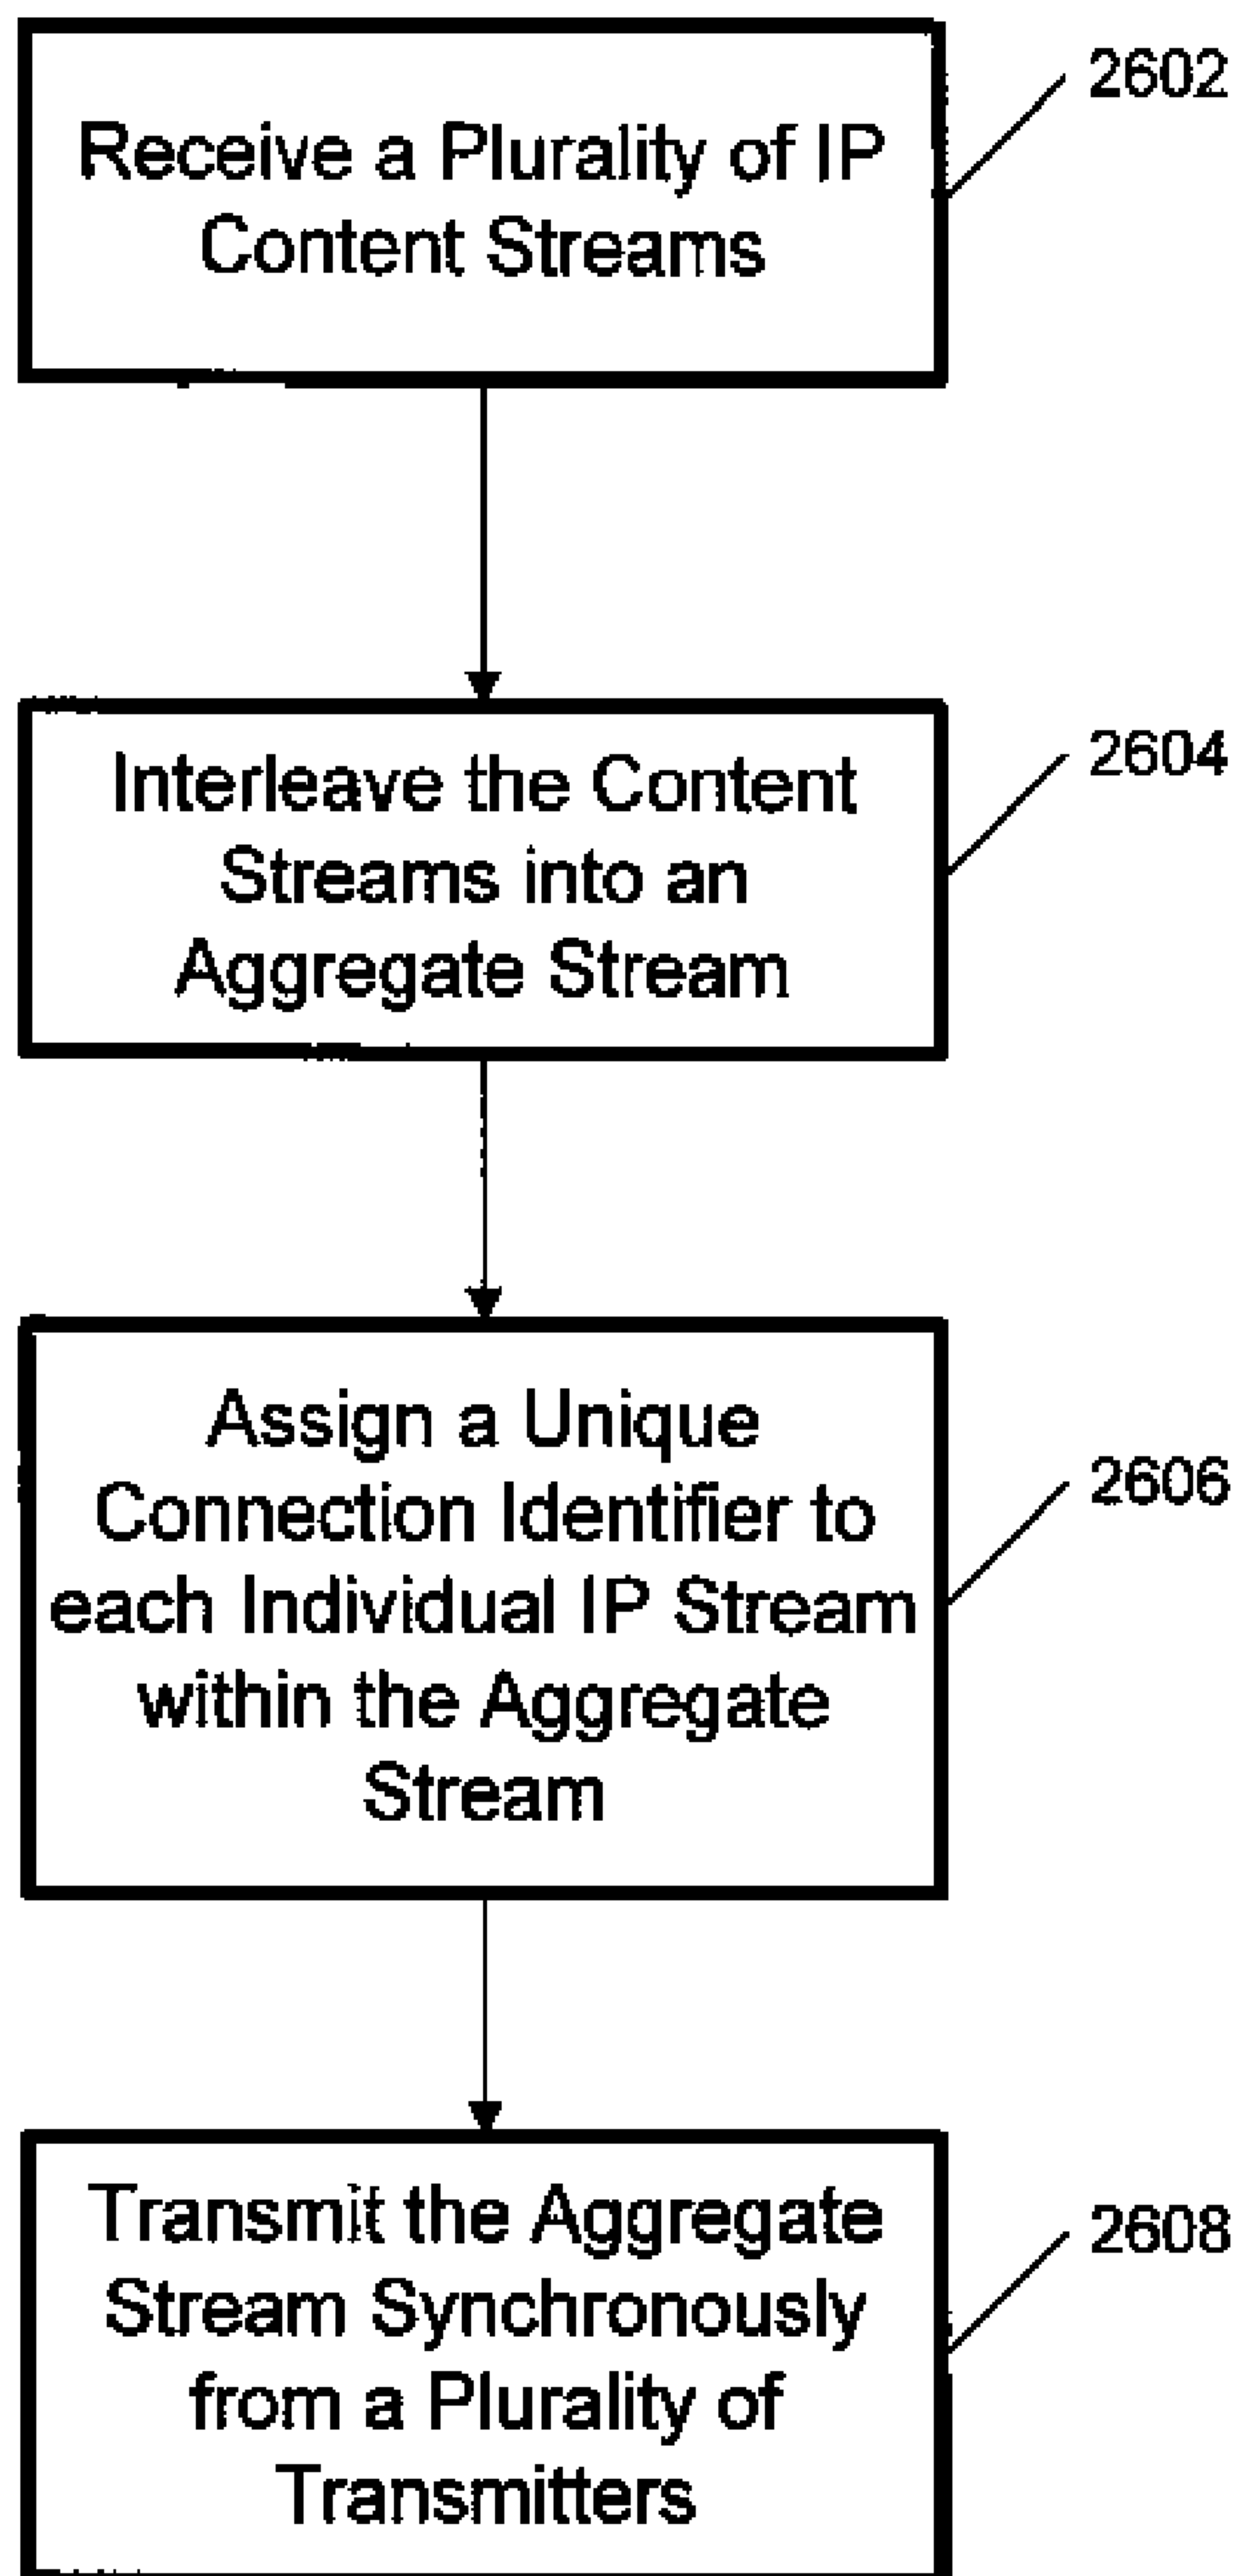 Receive a Plurality of IP
Content Streams
2602
Interleave the Content
Streams into an
Aggregate Stream
2604
Assign a Unique
Connection Identifier to
each Individual IP Stream
within the Aggregate
Stream
2606
Transmit the Aggregate
Stream Synchronously
from a Plurality of
Transmitters
2608